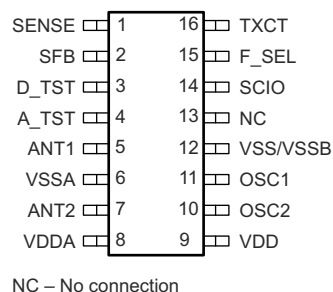 SENSE 1 16 TXCT
SFB 2 15 F_SEL
D_TST 3 14 SCIO
A_TST 4 13 NC
ANT1 5 12 VSS/VSSB
VSSA 6 11 OSC1
ANT2 7 10 OSC2
VDDA 8 9 VDD
NC – No connection